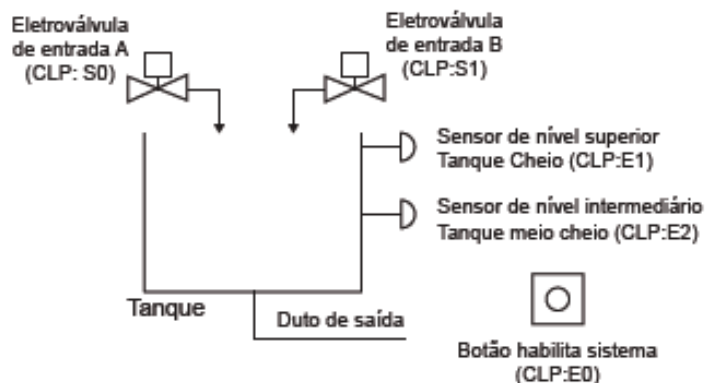 Eletroválvula
de entrada A
(CLP: S0)
Eletroválvula
de entrada B
(CLP:S1)
Sensor de nível superior
Tanque Cheio (CLP:E1)
Sensor de nível intermediário
Tanque meio cheio (CLP:E2)
Tanque
Duto de saída
Botão habilita sistema
(CLP:E0)